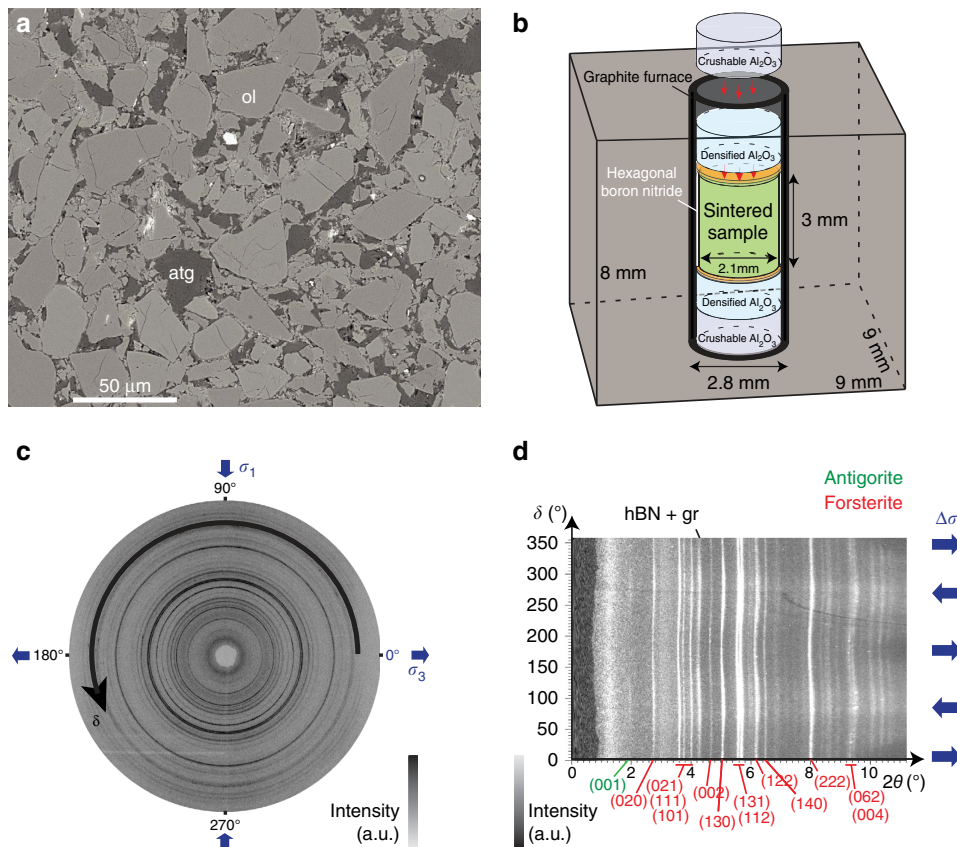 a
ol
atg
50 μm
b
Crushable Al2O3
Graphite furnace
Densified Al2O3
Hexagonal
boron nitride
Sintered
sample
3 mm
2.1mm
8 mm
Densified Al2O3
Crushable Al2O3
9 mm
2.8 mm
9 mm
c
σ1
90°
180°
0°
σ3
δ
270°
Intensity
(a.u.)
d
Antigorite
Forsterite
δ (°)
hBN + gr
Δσ
350
300
250
200
150
100
50
0
0 2 4 6 8 10 2θ (°)
(001)
(020)
(021)
(111)
(101)
(002)
(130)
(131)
(112)
(122)
(140)
(222)
(062)
(004)
Intensity
(a.u.)